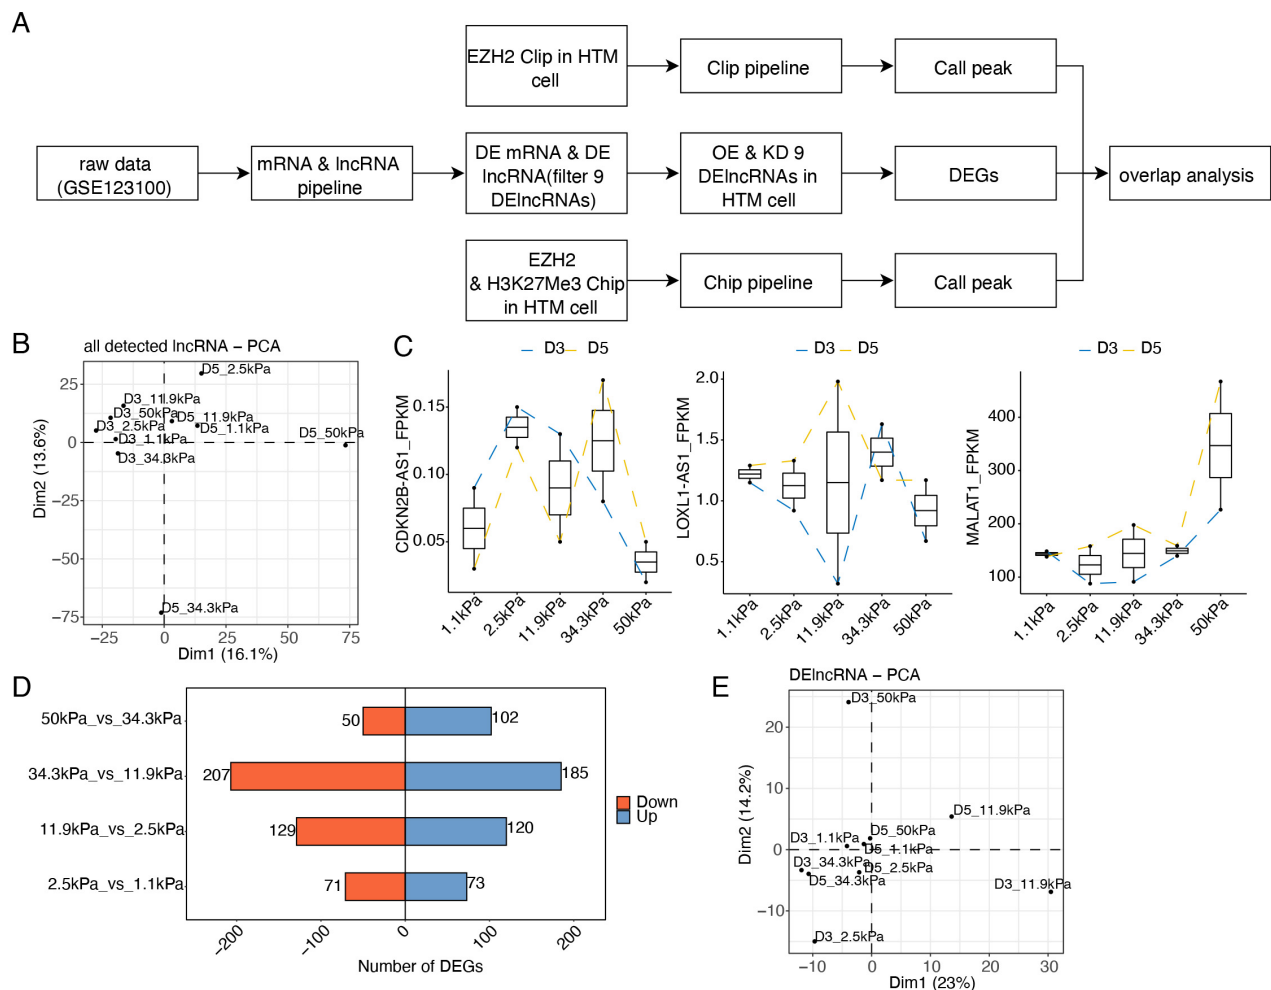 A
EZH2 Clip in HTM
cell
Clip pipeline
Call peak
raw data
(GSE123100)
mRNA & lncRNA
pipeline
DE mRNA & DE
lncRNA(filter 9
DElncRNAs)
OE & KD 9
DElncRNAs in
HTM cell
DEGs
overlap analysis
EZH2
& H3K27Me3 Chip
in HTM cell
Chip pipeline
Call peak
B
all detected lncRNA – PCA
D5_2.5kPa
D3_11.9kPa
D3_50kPa
D5_11.9kPa
D3_2.5kPa
D5_1.1kPa
D3_1.1kPa
D5_50kPa
D3_34.3kPa
D5_34.3kPa
25
0
−25
−50
−75
Dim2 (13.6%)
−25
0
25
50
75
Dim1 (16.1%)
C
D3
D5
CDKN2B-AS1_FPKM
0.15
0.10
0.05
1.1kPa
2.5kPa
11.9kPa
34.3kPa
50kPa
D3
D5
LOXL1-AS1_FPKM
2.0
1.5
1.0
0.5
1.1kPa
2.5kPa
11.9kPa
34.3kPa
50kPa
D3
D5
MALAT1_FPKM
400
300
200
100
1.1kPa
2.5kPa
11.9kPa
34.3kPa
50kPa
D
50kPa_vs_34.3kPa
50
102
34.3kPa_vs_11.9kPa
207
185
11.9kPa_vs_2.5kPa
129
120
2.5kPa_vs_1.1kPa
71
73
Down
Up
−200
−100
0
100
200
Number of DEGs
E
DElncRNA – PCA
D3_50kPa
D5_11.9kPa
D5_50kPa
D3_1.1kPa
D5_1.1kPa
D3_34.3kPa
D5_2.5kPa
D5_34.3kPa
D3_11.9kPa
D3_2.5kPa
20
10
0
−10
Dim2 (14.2%)
−10
0
10
20
30
Dim1 (23%)